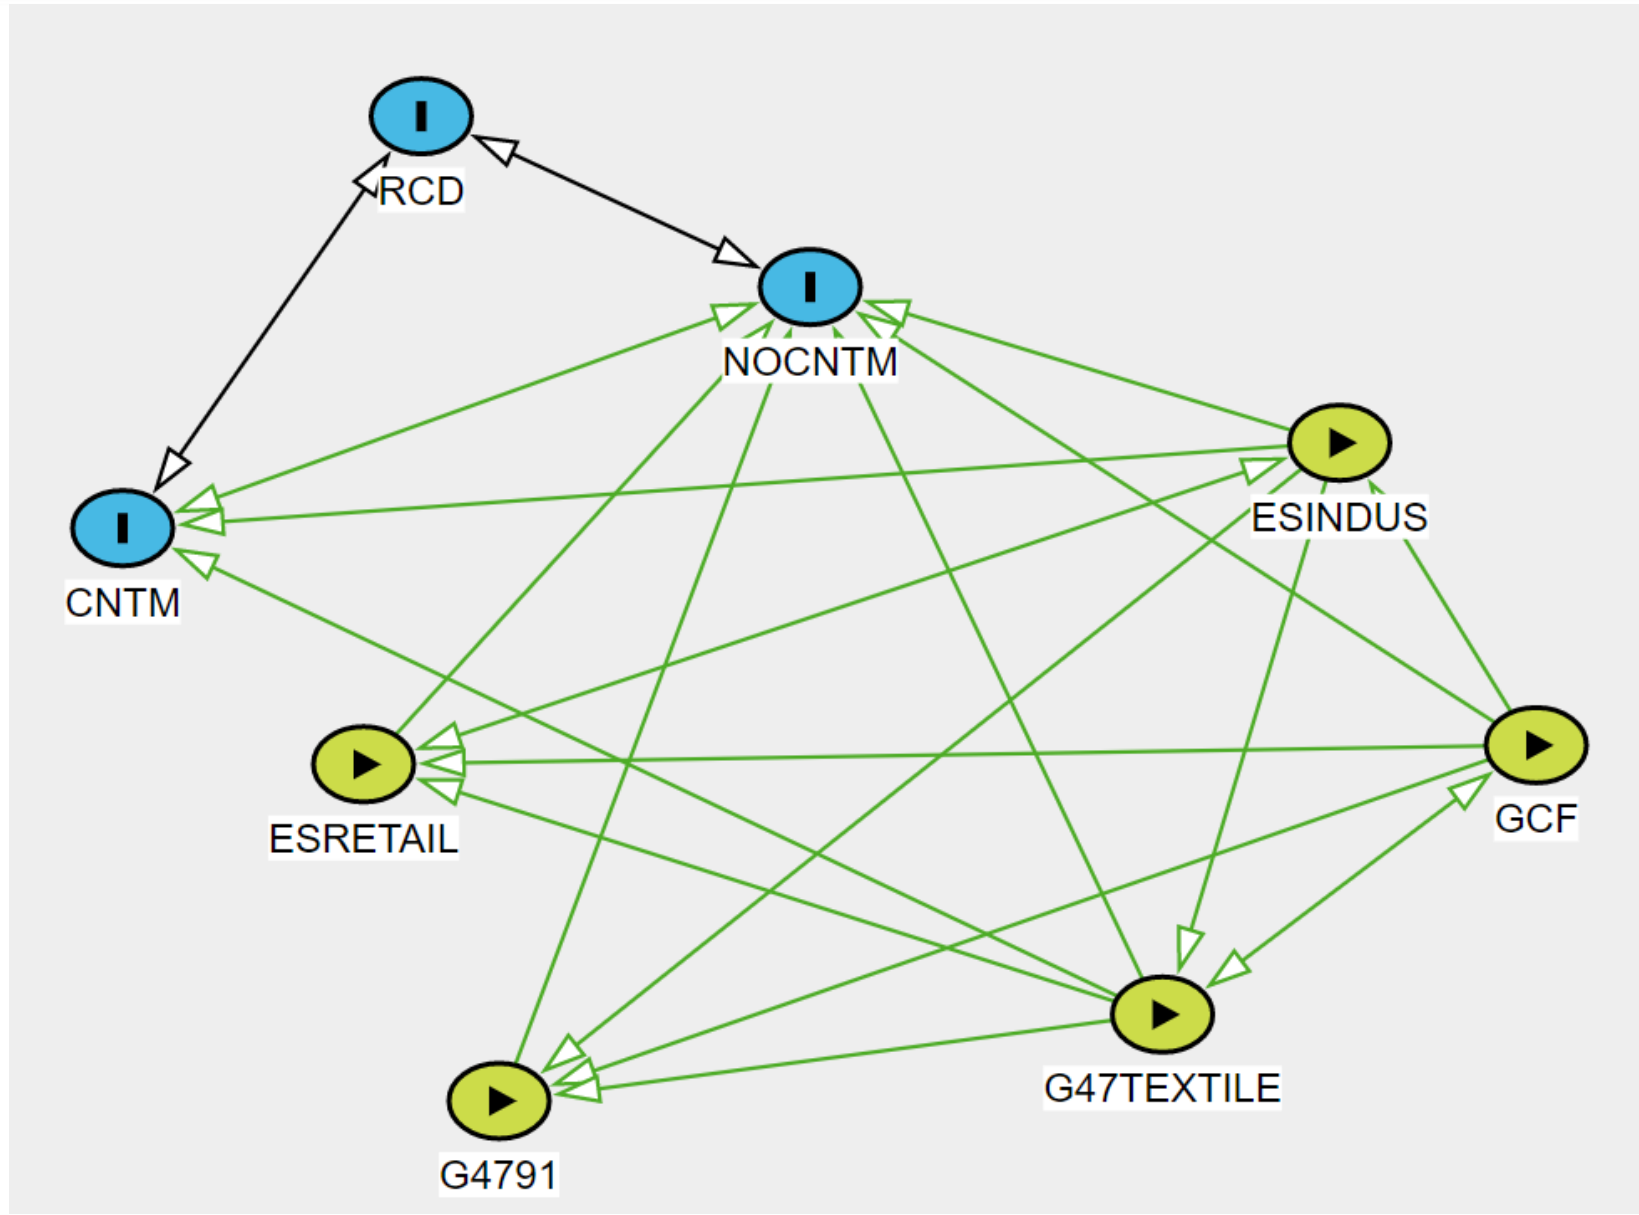 RCD
NOCNTM
ESINDUS
CNTM
ESRETAIL
GCF
G47TEXTILE
G4791